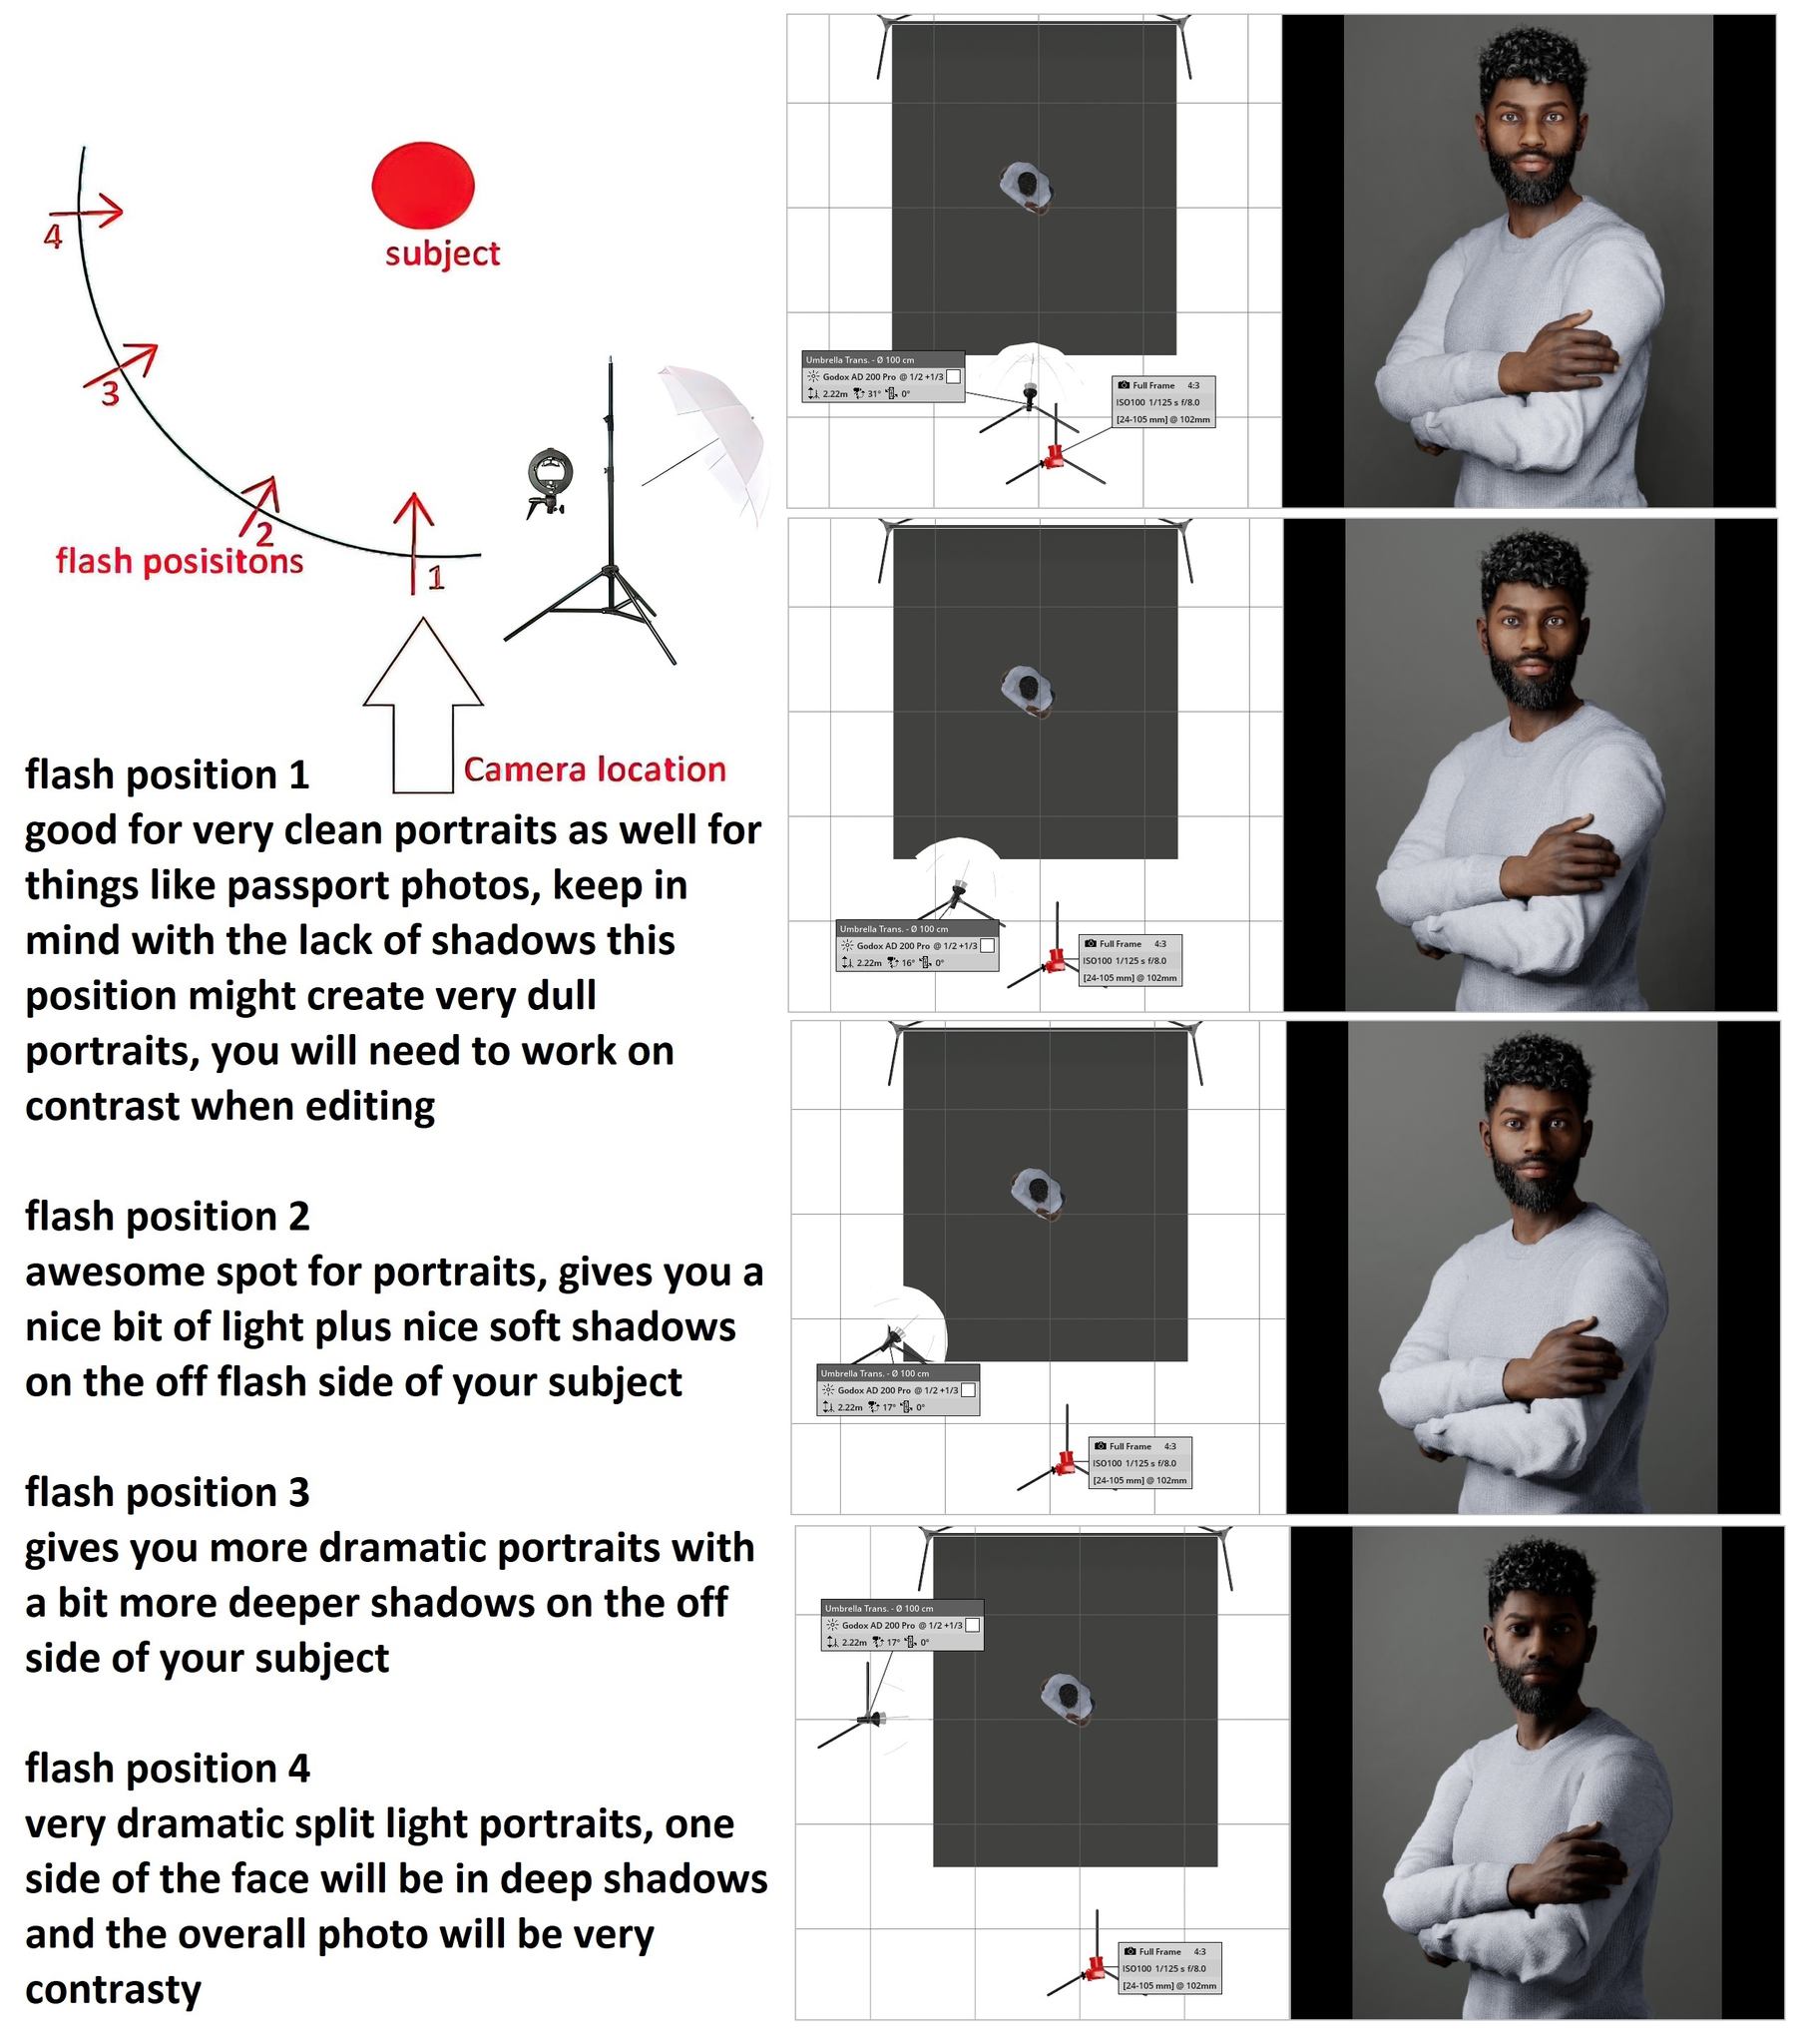 4
subject
3
2
flash posisitons
1
Camera location
flash position 1
good for very clean portraits as well for
things like passport photos, keep in
mind with the lack of shadows this
position might create very dull
portraits, you will need to work on
contrast when editing
flash position 2
awesome spot for portraits, gives you a
nice bit of light plus nice soft shadows
on the off flash side of your subject
flash position 3
gives you more dramatic portraits with
a bit more deeper shadows on the off
side of your subject
flash position 4
very dramatic split light portraits, one
side of the face will be in deep shadows
and the overall photo will be very
contrasty
Umbrella Trans. - Ø 100 cm
Godox AD 200 Pro @ 1/2 +1/3
2.22m 31° 0°
Full Frame 4:3
ISO100 1/125 s f/8.0
[24-105 mm] @ 102mm
Umbrella Trans. - Ø 100 cm
Godox AD 200 Pro @ 1/2 +1/3
2.22m 16° 0°
Full Frame 4:3
ISO100 1/125 s f/8.0
[24-105 mm] @ 102mm
Umbrella Trans. - Ø 100 cm
Godox AD 200 Pro @ 1/2 +1/3
2.22m 17° 0°
Full Frame 4:3
ISO100 1/125 s f/8.0
[24-105 mm] @ 102mm
Umbrella Trans. - Ø 100 cm
Godox AD 200 Pro @ 1/2 +1/3
2.22m 17° 0°
Full Frame 4:3
ISO100 1/125 s f/8.0
[24-105 mm] @ 102mm